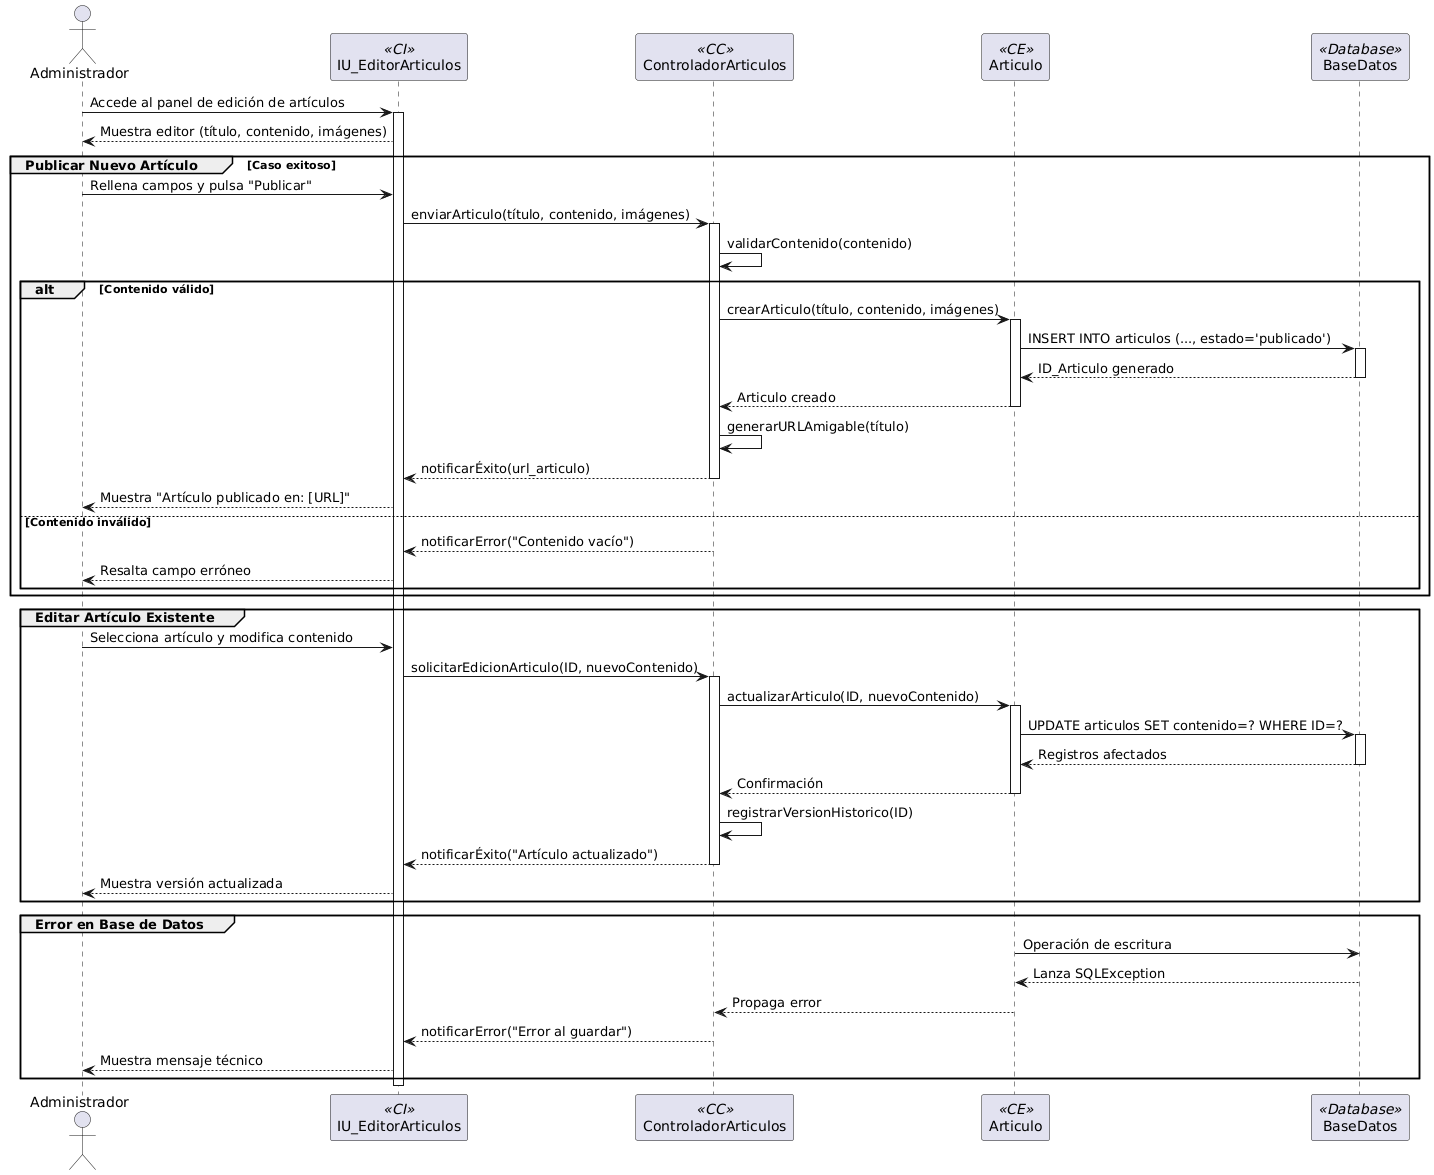 Administrador
«CI»
IU_EditorArticulos
«CC»
ControladorArticulos
«CE»
Articulo
«Database»
BaseDatos
Accede al panel de edición de artículos
Muestra editor (título, contenido, imágenes)
Publicar Nuevo Artículo [Caso exitoso]
Rellena campos y pulsa "Publicar"
enviarArticulo(título, contenido, imágenes)
validarContenido(contenido)
alt [Contenido válido]
crearArticulo(título, contenido, imágenes)
INSERT INTO articulos (..., estado='publicado')
ID_Articulo generado
Articulo creado
generarURLAmigable(título)
notificarÉxito(url_articulo)
Muestra "Artículo publicado en: [URL]"
[Contenido inválido]
notificarError("Contenido vacío")
Resalta campo erróneo
Editar Artículo Existente
Selecciona artículo y modifica contenido
solicitarEdicionArticulo(ID, nuevoContenido)
actualizarArticulo(ID, nuevoContenido)
UPDATE articulos SET contenido=? WHERE ID=?
Registros afectados
Confirmación
registrarVersionHistorico(ID)
notificarÉxito("Artículo actualizado")
Muestra versión actualizada
Error en Base de Datos
Operación de escritura
Lanza SQLException
Propaga error
notificarError("Error al guardar")
Muestra mensaje técnico
Administrador
«CI»
IU_EditorArticulos
«CC»
ControladorArticulos
«CE»
Articulo
«Database»
BaseDatos